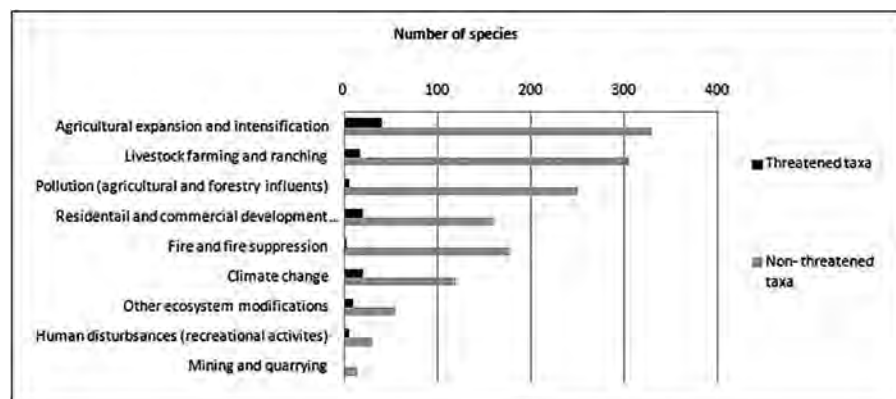 Number of species
0 100 200 300 400
Agricultural expansion and intensification
Livestock farming and ranching
Pollution (agricultural and forestry influents)
Residentail and commercial development ...
Fire and fire suppression
Climate change
Other ecosystem modifications
Human disturbsances (recreational activites)
Mining and quarrying
Threatened taxa
Non- threatened
taxa